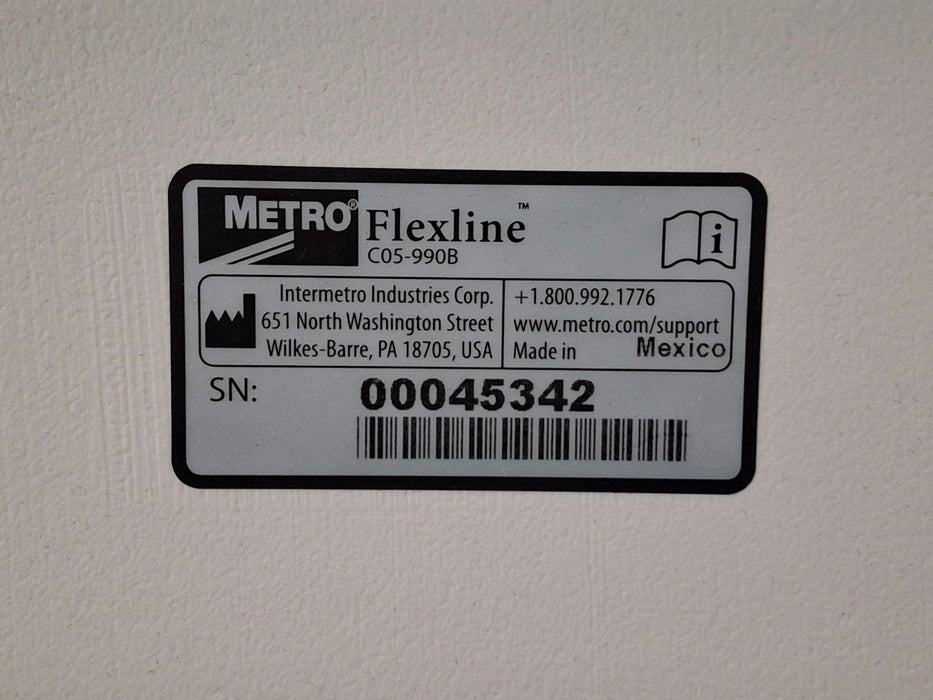 METRO® Flexline™
C05-990B
Intermetro Industries Corp.
651 North Washington Street
Wilkes-Barre, PA 18705, USA
+1.800.992.1776
www.metro.com/support
Made in Mexico
SN: 00045342